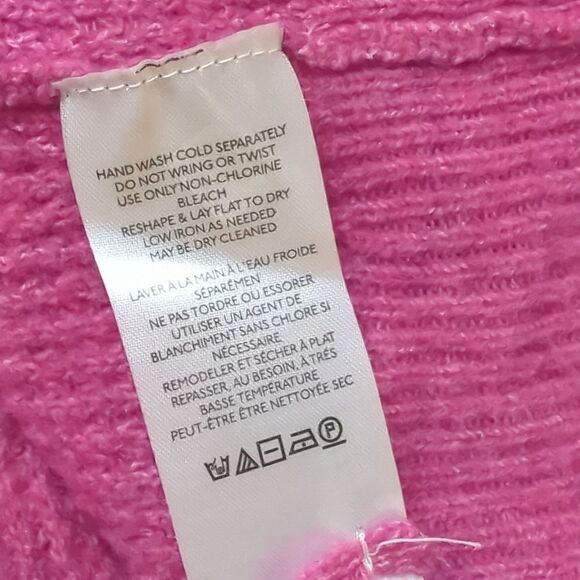 HAND WASH COLD SEPARATELY
DO NOT WRING OR TWIST
USE ONLY NON-CHLORINE
BLEACH
RESHAPE & LAY FLAT TO DRY
LOW IRON AS NEEDED
MAY BE DRY CLEANED
LAVER À LA MAIN À L'EAU FROIDE
SÉPARÉMEN
NE PAS TORDRE OU ESSORER
UTILISER UN AGENT DE
BLANCHIMENT SANS CHLORE SI
NÉCESSAIRE
REMODELER ET SÉCHER À PLAT
REPASSER, AU BESOIN, À TRÉS
BASSE TEMPÉRATURE
PEUT-ÊTRE ÊTRE NETTOYÉE SEC
P